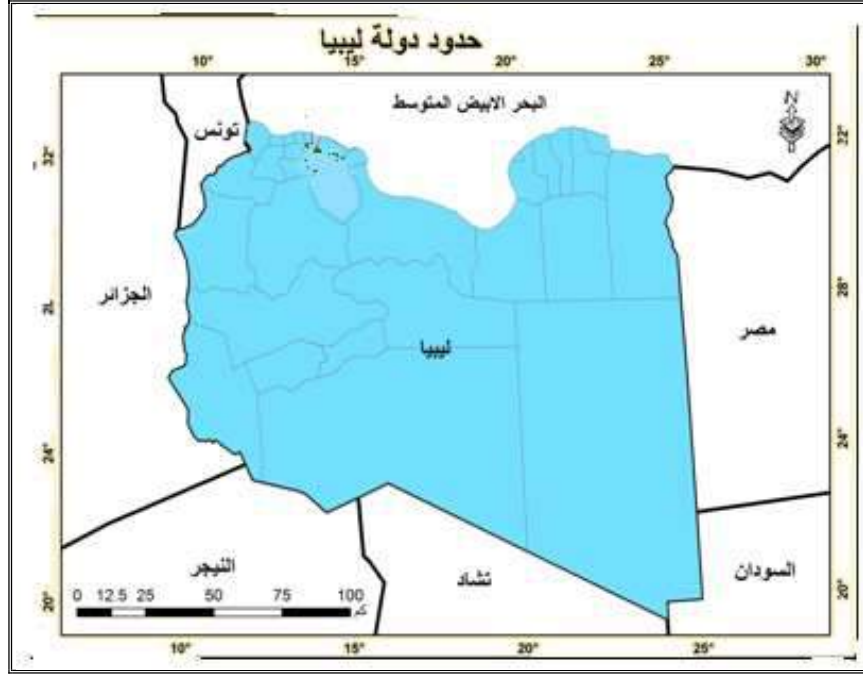 حدود دولة ليبيا
10° 15° 20° 25° 30°
البحر الابيض المتوسط
N
تونس
32° 32°
الجزائر
28° 28°
مصر
ليبيا
24° 24°
النيجر
تشاد
السودان
0 12.5 25 50 75 100
كم
20° 20°
10° 15° 20° 25°